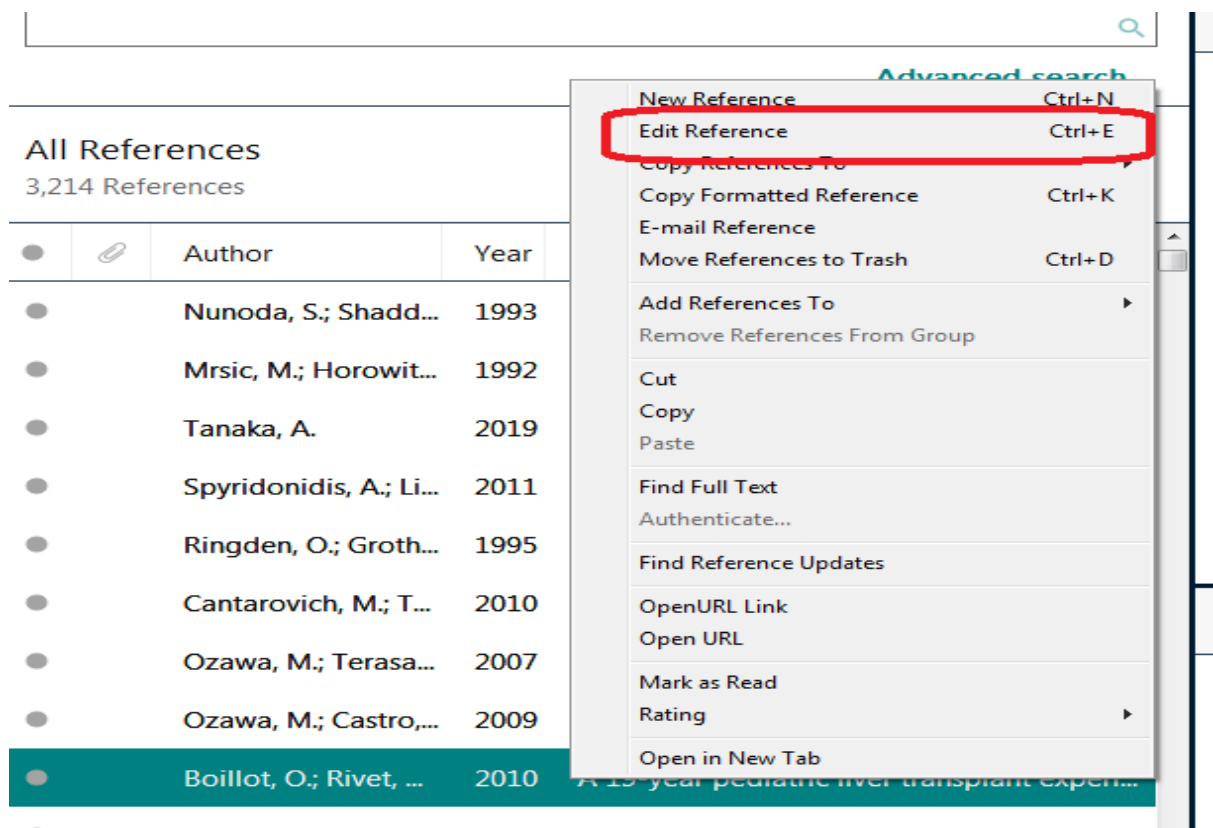 Advanced search
All References
3,214 References
Author Year
Nunoda, S.; Shadd... 1993
Mrsic, M.; Horowit... 1992
Tanaka, A. 2019
Spyridonidis, A.; Li... 2011
Ringden, O.; Groth... 1995
Cantarovich, M.; T... 2010
Ozawa, M.; Terasa... 2007
Ozawa, M.; Castro,... 2009
Boillot, O.; Rivet, ... 2010 A 19-year pediatric liver transplant experi...
New Reference Ctrl+N
Edit Reference Ctrl+E
Copy References To
Copy Formatted Reference Ctrl+K
E-mail Reference
Move References to Trash Ctrl+D
Add References To
Remove References From Group
Cut
Copy
Paste
Find Full Text
Authenticate...
Find Reference Updates
OpenURL Link
Open URL
Mark as Read
Rating
Open in New Tab